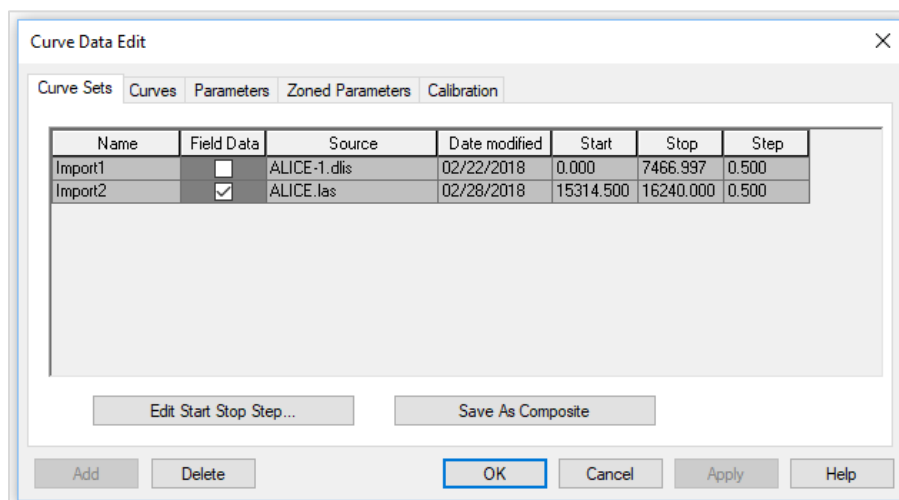 Curve Data Edit
Curve Sets Curves Parameters Zoned Parameters Calibration
Name Field Data Source Date modified Start Stop Step
Import1 ALICE-1.dlis 02/22/2018 0.000 7466.997 0.500
Import2 ALICE.las 02/28/2018 15314.500 16240.000 0.500
Edit Start Stop Step... Save As Composite
Add Delete OK Cancel Apply Help